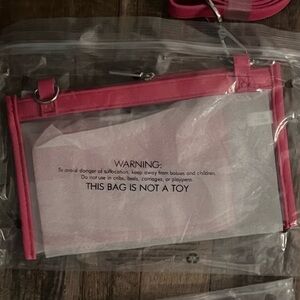 WARNING:
To avoid danger of suffocation, keep away from babies and children.
Do not use in cribs, beds, carriages, or playpens.
THIS BAG IS NOT A TOY